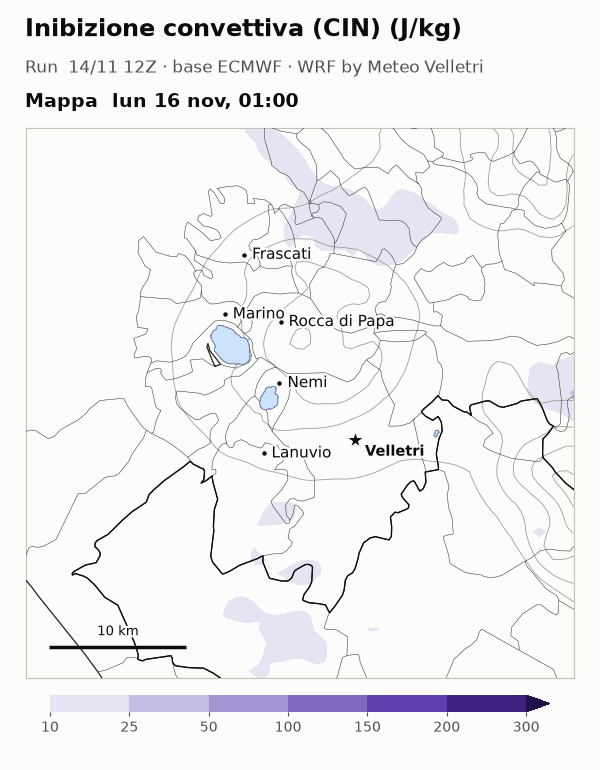 Inibizione convettiva (CIN) (J/kg)
Run  14/11 12Z · base ECMWF · WRF by Meteo Velletri
Mappa  lun 16 nov, 01:00
Frascati
Marino
Rocca di Papa
Nemi
Velletri
Lanuvio
10 km
10 25 50 100 150 200 300